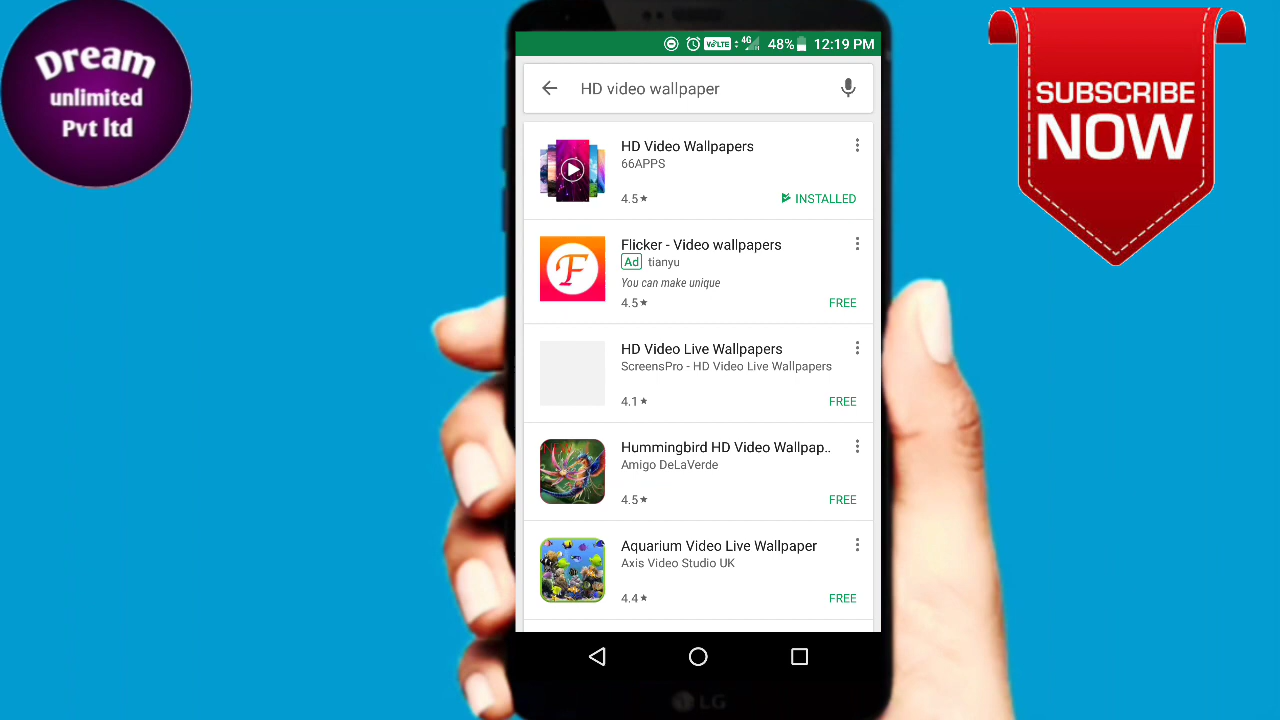 Dream
unlimited
Pvt ltd
VoLTE 4G 48% 12:19 PM
HD video wallpaper
HD Video Wallpapers
66APPS
4.5★
INSTALLED
F
Flicker - Video wallpapers
Ad tianyu
You can make unique
4.5★
FREE
HD Video Live Wallpapers
ScreensPro - HD Video Live Wallpapers
4.1★
FREE
Hummingbird HD Video Wallpap..
Amigo DeLaVerde
4.5★
FREE
Aquarium Video Live Wallpaper
Axis Video Studio UK
4.4★
FREE
LG
SUBSCRIBE
NOW